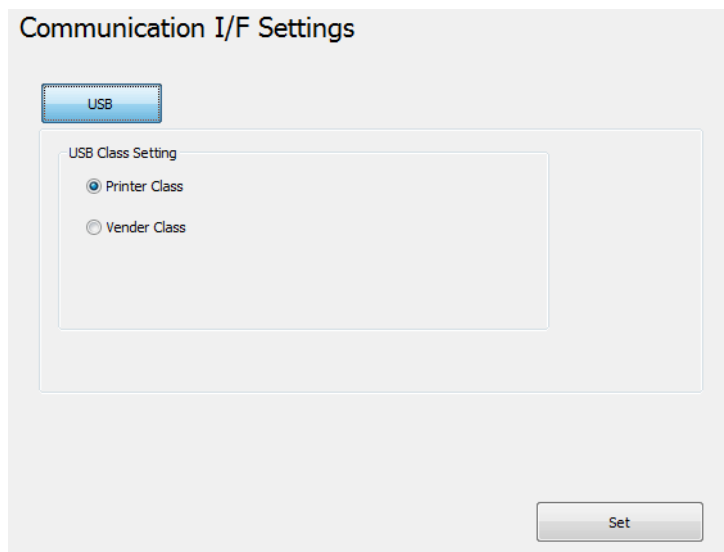 Communication I/F Settings
USB
USB Class Setting
Printer Class
Vender Class
Set